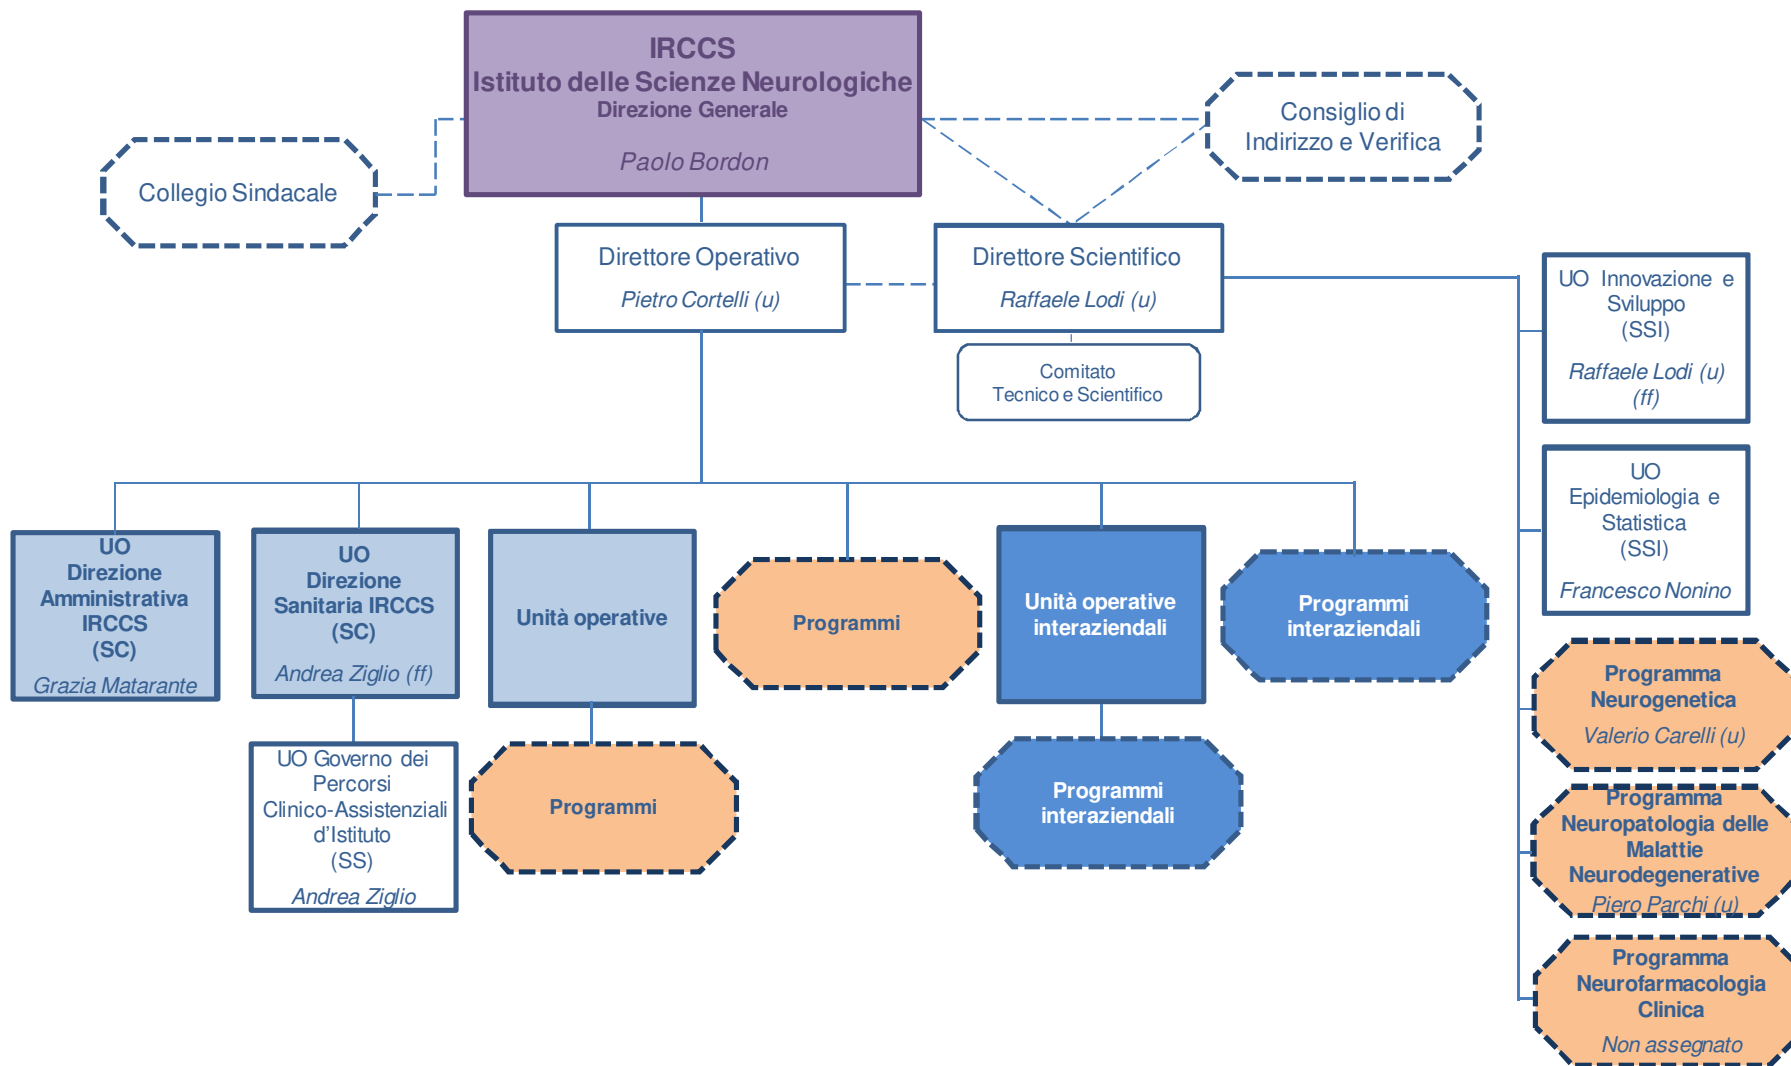 IRCCS
Istituto delle Scienze Neurologiche
Direzione Generale
Paolo Bordon
Consiglio di
Indirizzo e Verifica
Collegio Sindacale
Direttore Operativo
Pietro Cortelli (u)
Direttore Scientifico
Raffaele Lodi (u)
Comitato
Tecnico e Scientifico
UO Innovazione e
Sviluppo
(SSI)
Raffaele Lodi (u)
(ff)
UO
Epidemiologia e
Statistica
(SSI)
Francesco Nonino
UO
Direzione
Amministrativa
IRCCS
(SC)
Grazia Matarante
UO
Direzione
Sanitaria IRCCS
(SC)
Andrea Ziglio (ff)
Unità operative
Programmi
Unità operative
interaziendali
Programmi
interaziendali
UO Governo dei
Percorsi
Clinico-Assistenziali
d'Istituto
(SS)
Andrea Ziglio
Programmi
Programmi
interaziendali
Programma
Neurogenetica
Valerio Carelli (u)
Programma
Neuropatologia delle
Malattie
Neurodegenerative
Piero Parchi (u)
Programma
Neurofarmacologia
Clinica
Non assegnato